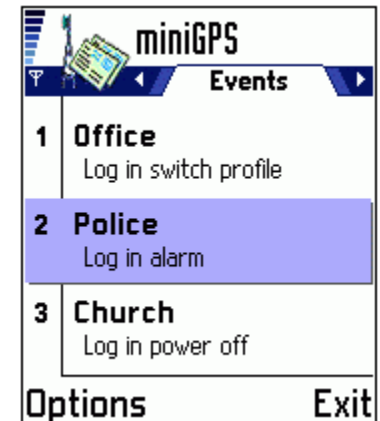 miniGPS
Events
1 Office
Log in switch profile
2 Police
Log in alarm
3 Church
Log in power off
Options Exit